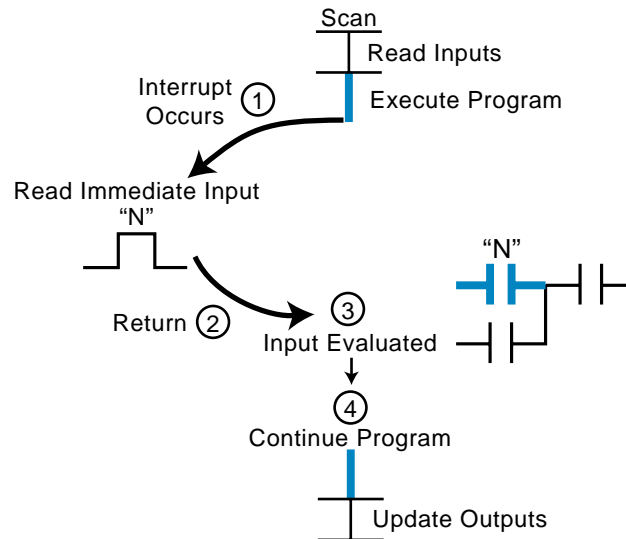 Scan
Read Inputs
Interrupt
Occurs
1
Execute Program
Read Immediate Input
“N”
“N”
Return 2
3
Input Evaluated
4
Continue Program
Update Outputs